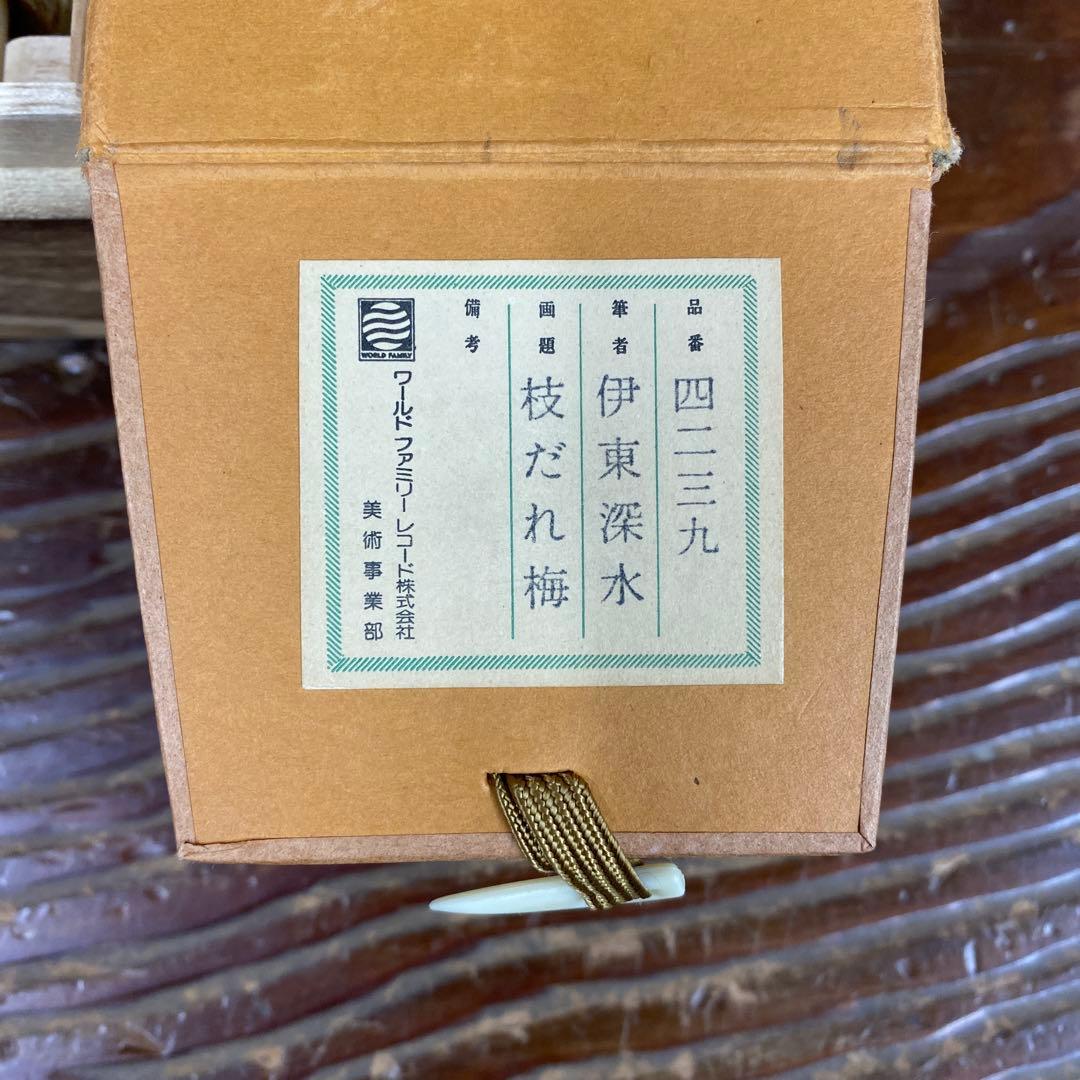 品番 四二三九
筆者 伊東深水
画題 枝だれ梅
備考
WORLD FAMILY
ワールド ファミリー レコード株式会社
美術事業部